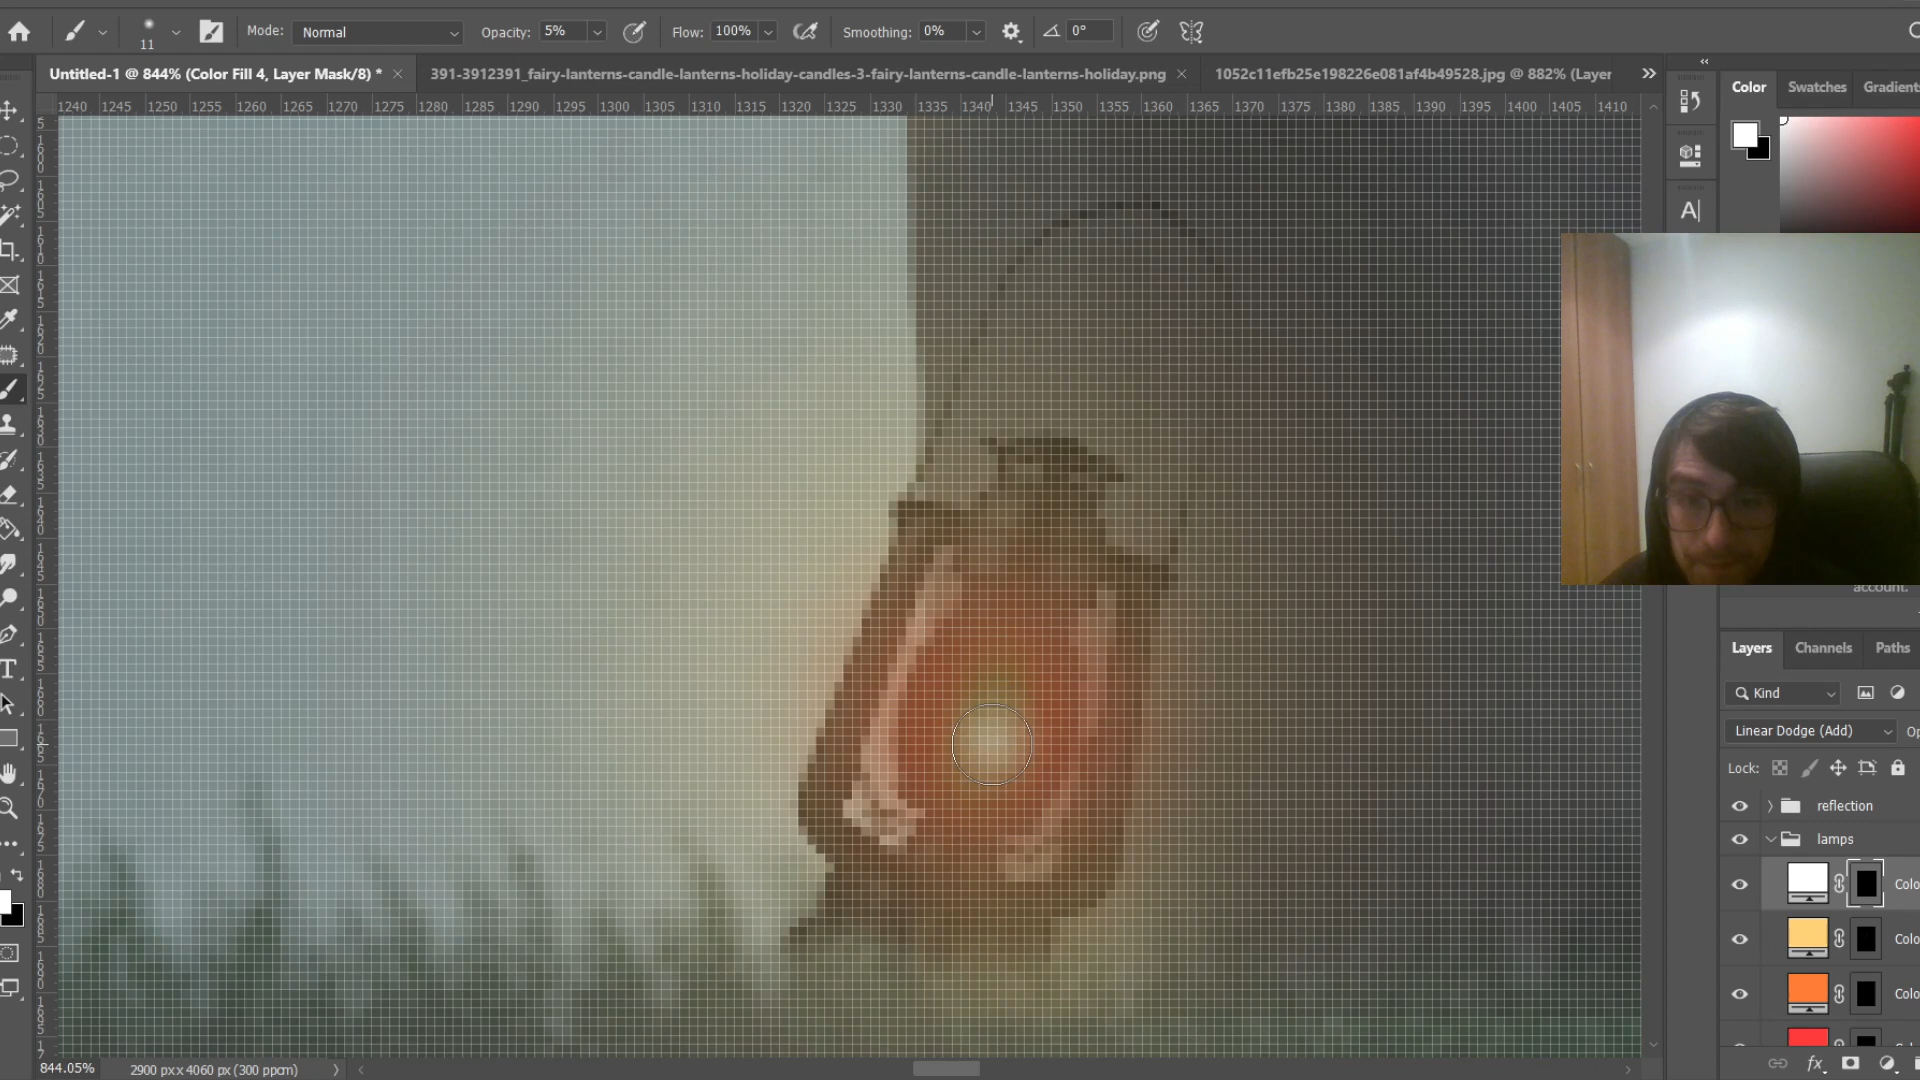 11
Mode: Normal
Opacity: 5%
Flow: 100%
Smoothing: 0%
0°
Untitled-1 @ 844% (Color Fill 4, Layer Mask/8) *
391-3912391_fairy-lanterns-candle-lanterns-holiday-candles-3-fairy-lanterns-candle-lanterns-holiday.png
1052c11efb25e198226e081af4b49528.jpg @ 882% (Layer
1240 1245 1250 1255 1260 1265 1270 1275 1280 1285 1290 1295 1300 1305 1310 1315 1320 1325 1330 1335 1340 1345 1350 1355 1360 1365 1370 1375 1380 1385 1390 1395 1400 1405 1410
Color Swatches Gradients
A|
account.
Layers Channels Paths
Kind
Linear Dodge (Add)
Op
Lock:
reflection
lamps
Colo
Colo
Colo
fx
844.05%
2900 px x 4060 px (300 ppcm)